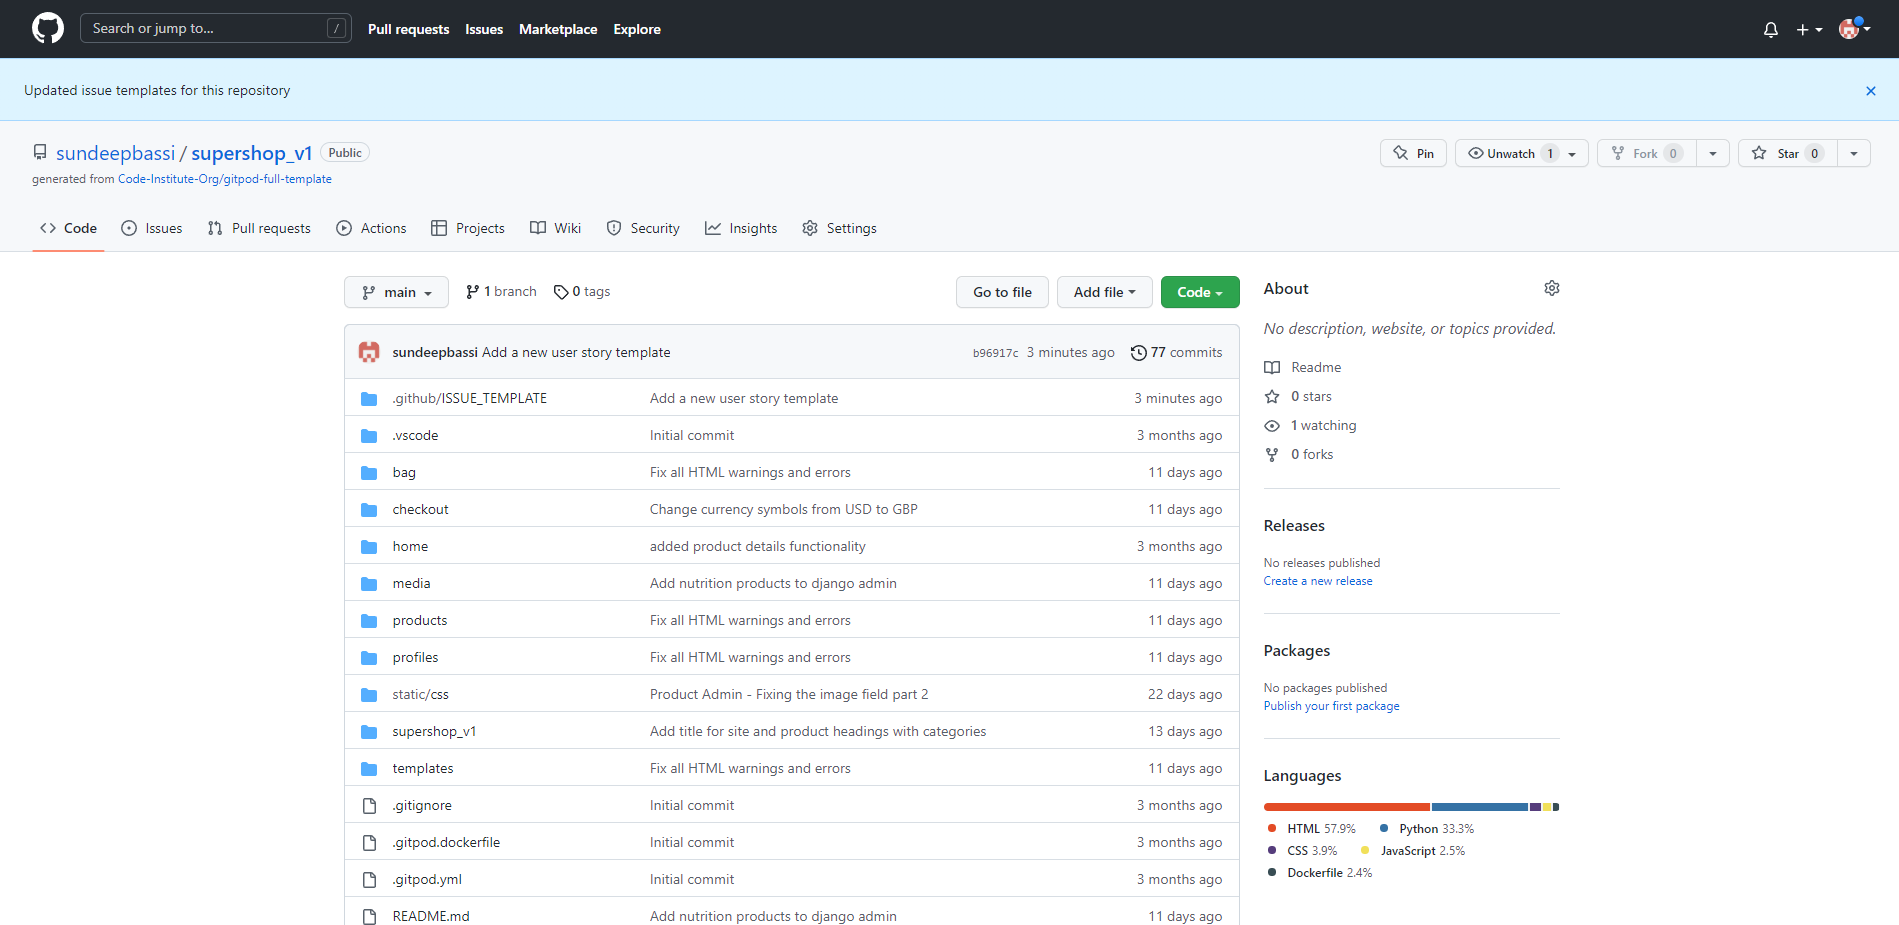 Search or jump to... / Pull requests Issues Marketplace Explore
Updated issue templates for this repository
sundeepbassi / supershop_v1 Public Pin Unwatch 1 Fork 0 Star 0
generated from Code-Institute-Org/gitpod-full-template
Code Issues Pull requests Actions Projects Wiki Security Insights Settings
main 1 branch 0 tags Go to file Add file Code
sundeepbassi Add a new user story template b96917c 3 minutes ago 77 commits
.github/ISSUE_TEMPLATE Add a new user story template 3 minutes ago
.vscode Initial commit 3 months ago
bag Fix all HTML warnings and errors 11 days ago
checkout Change currency symbols from USD to GBP 11 days ago
home added product details functionality 3 months ago
media Add nutrition products to django admin 11 days ago
products Fix all HTML warnings and errors 11 days ago
profiles Fix all HTML warnings and errors 11 days ago
static/css Product Admin - Fixing the image field part 2 22 days ago
supershop_v1 Add title for site and product headings with categories 13 days ago
templates Fix all HTML warnings and errors 11 days ago
.gitignore Initial commit 3 months ago
.gitpod.dockerfile Initial commit 3 months ago
.gitpod.yml Initial commit 3 months ago
README.md Add nutrition products to django admin 11 days ago
About
No description, website, or topics provided.
Readme
0 stars
1 watching
0 forks
Releases
No releases published
Create a new release
Packages
No packages published
Publish your first package
Languages
HTML 57.9% Python 33.3%
CSS 3.9% JavaScript 2.5%
Dockerfile 2.4%